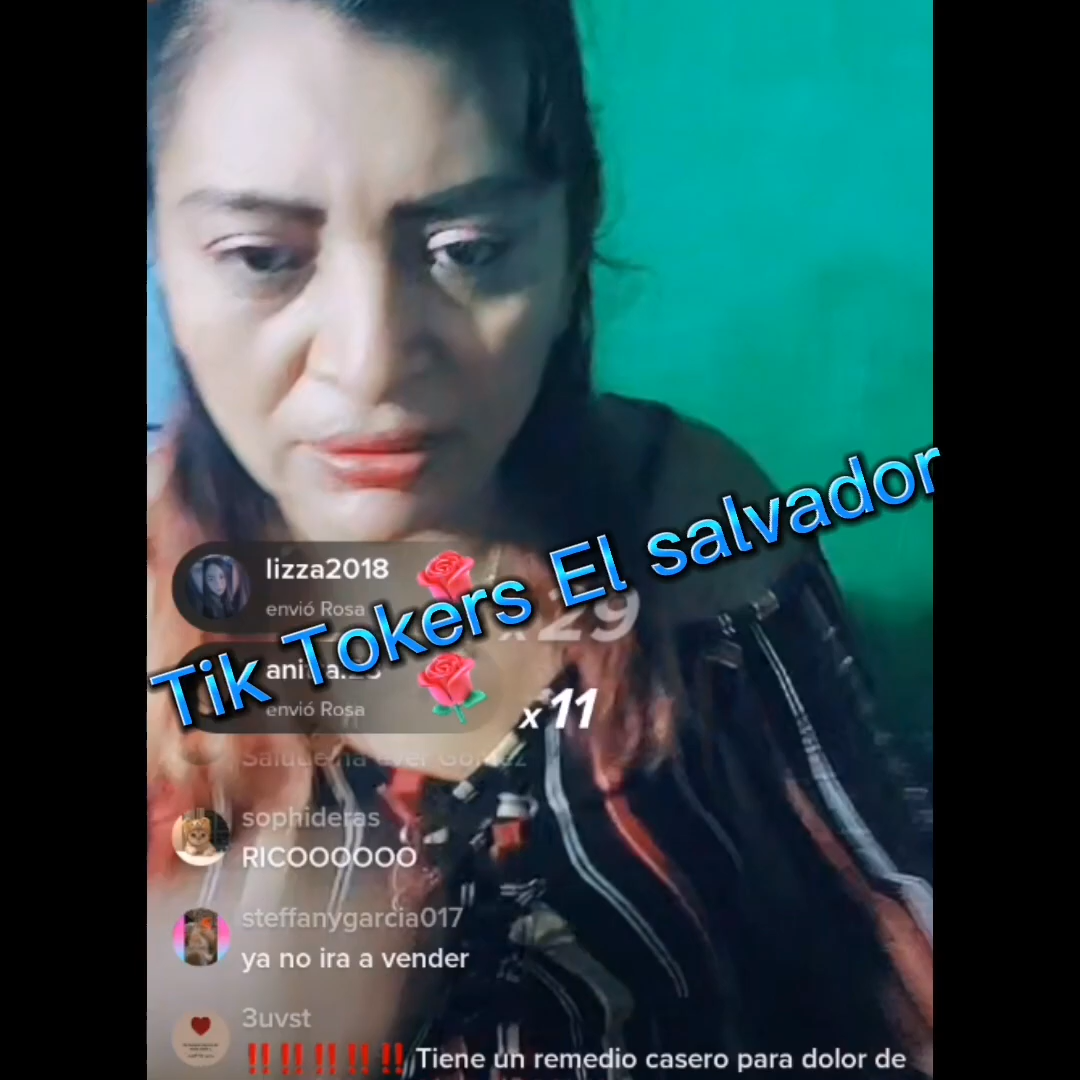 lizza2018
envió Rosa
x29
Tik Tokers El salvador
envió Rosa
x11
sophideras
RICOOOOOO
steffanygarcia017
ya no ira a vender
3uvst
‼️‼️‼️‼️‼️Tiene un remedio casero para dolor de